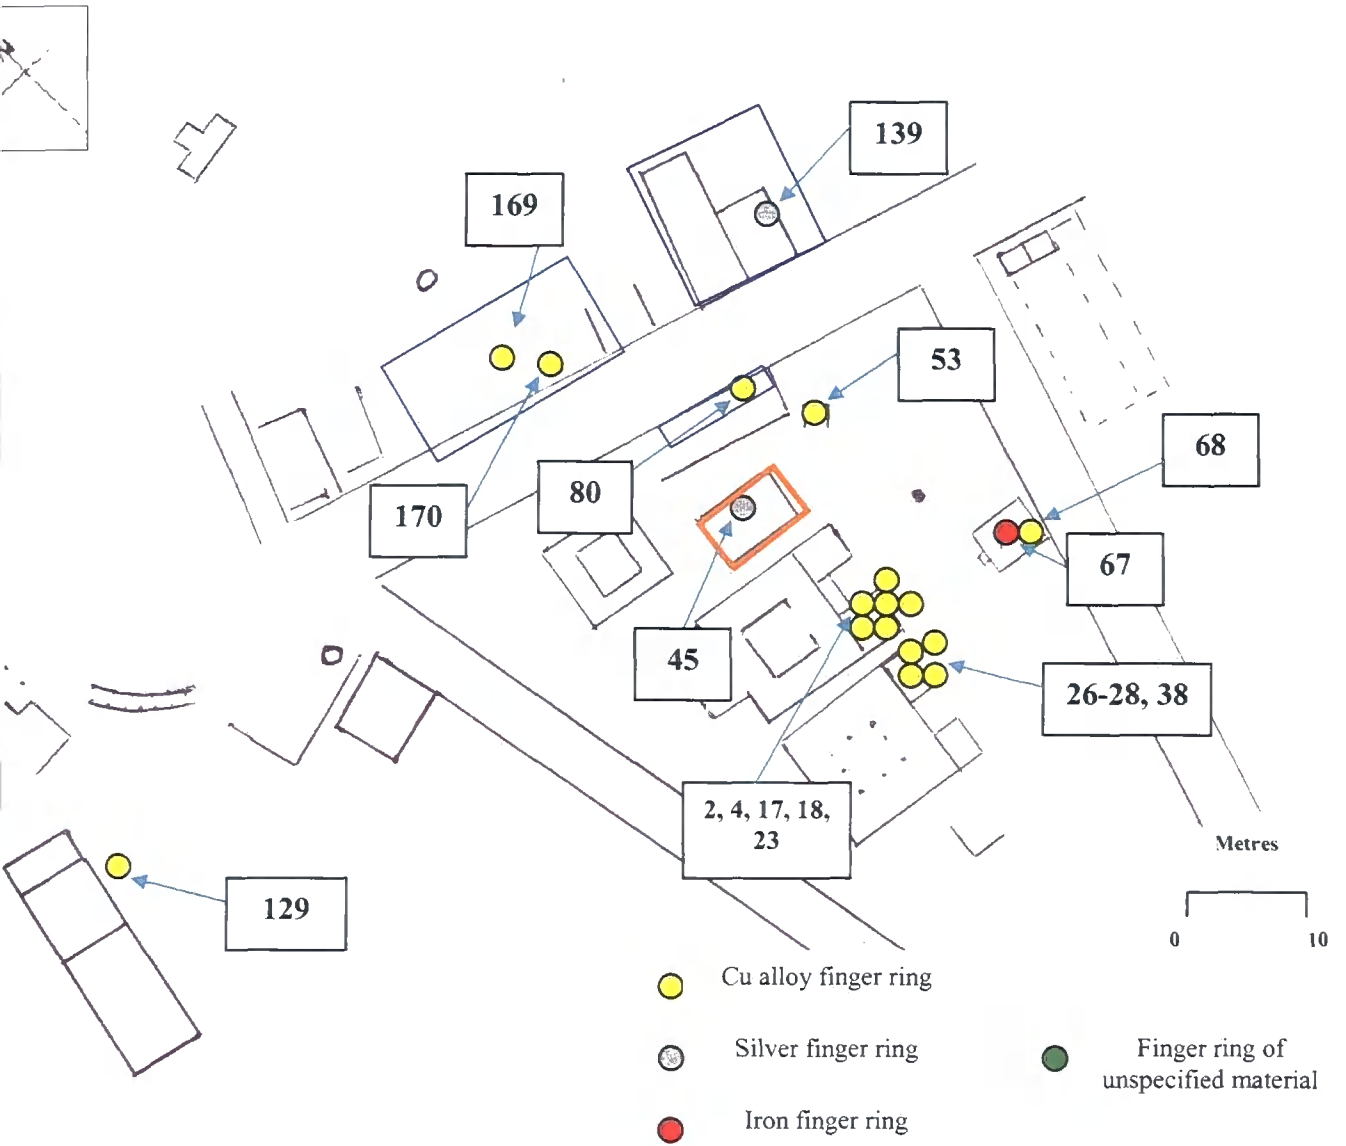 139
169
53
68
80
170
67
45
26-28, 38
2, 4, 17, 18,
23
Metres
129
0 10
Cu alloy finger ring
Silver finger ring
Finger ring of
unspecified material
Iron finger ring